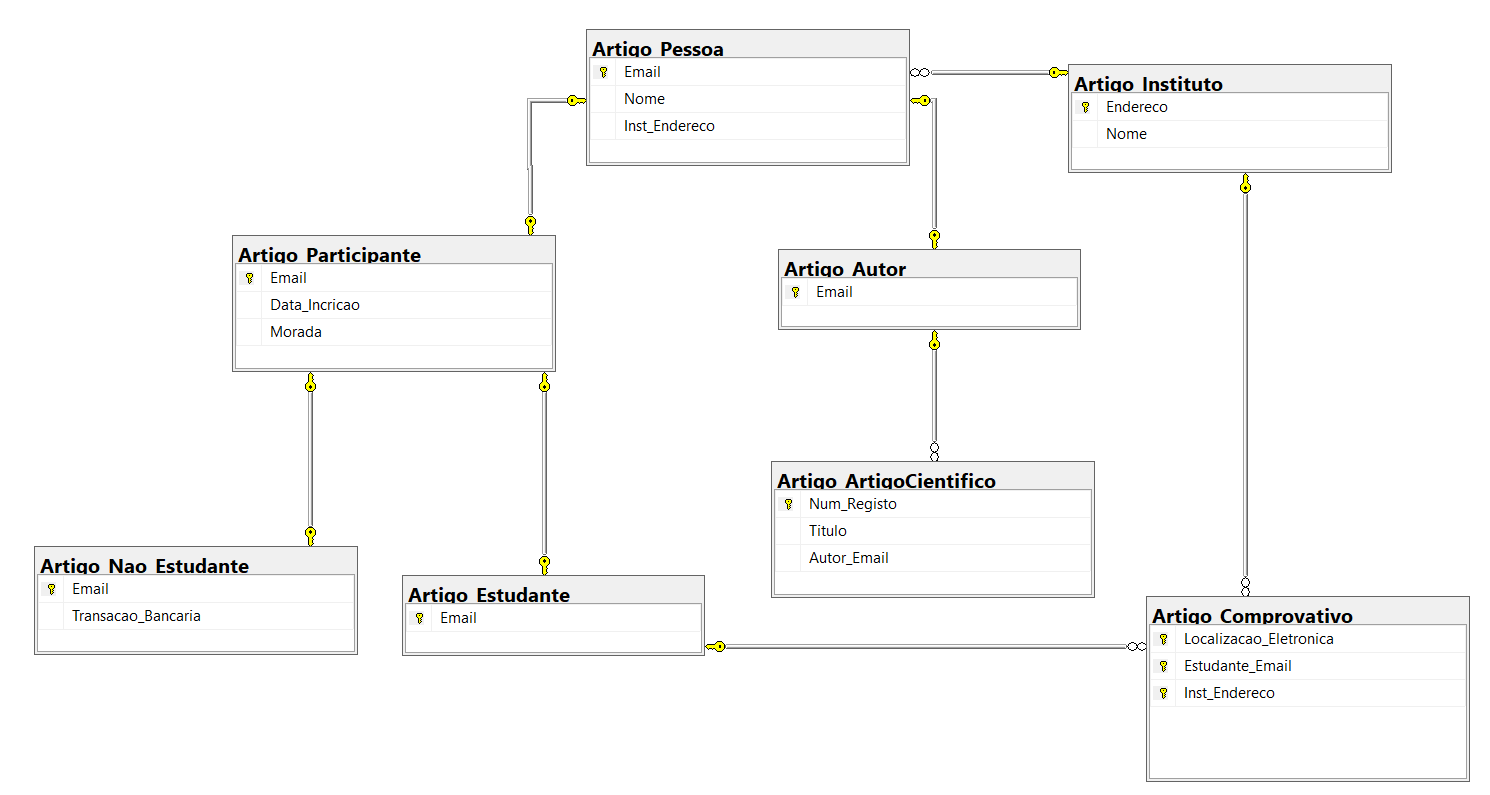 Artigo_Pessoa
Email
Nome
Inst_Endereco
Artigo_Instituto
Endereco
Nome
Artigo_Participante
Email
Data_Incricao
Morada
Artigo_Autor
Email
Artigo_ArtigoCientifico
Num_Registo
Titulo
Autor_Email
Artigo_Nao_Estudante
Email
Transacao_Bancaria
Artigo_Estudante
Email
Artigo_Comprovativo
Localizacao_Eletronica
Estudante_Email
Inst_Endereco